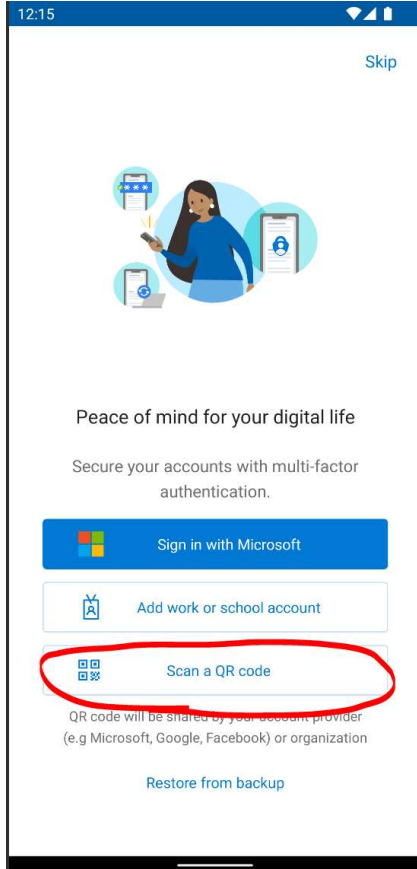 12:15
Skip
***
Peace of mind for your digital life
Secure your accounts with multi-factor
authentication.
Sign in with Microsoft
Add work or school account
Scan a QR code
QR code will be shared by your account provider
(e.g Microsoft, Google, Facebook) or organization
Restore from backup